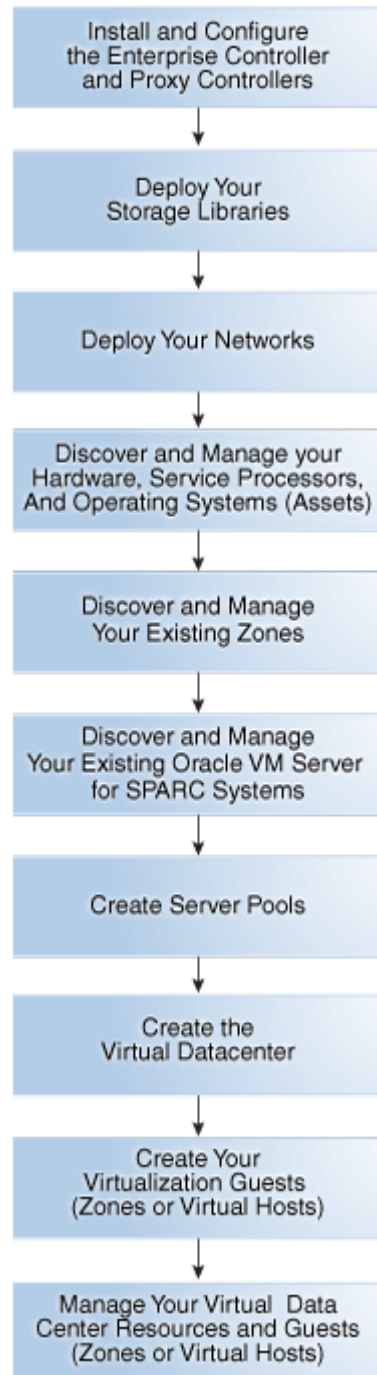 Install and Configure
the Enterprise Controller
and Proxy Controllers
Deploy Your
Storage Libraries
Deploy Your Networks
Discover and Manage your
Hardware, Service Processors,
And Operating Systems (Assets)
Discover and Manage
Your Existing Zones
Discover and Manage
Your Existing Oracle VM Server
for SPARC Systems
Create Server Pools
Create the
Virtual Datacenter
Create Your
Virtualization Guests
(Zones or Virtual Hosts)
Manage Your Virtual Data
Center Resources and Guests
(Zones or Virtual Hosts)